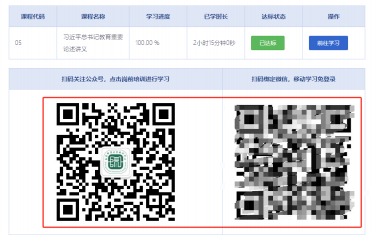 课程代码 课程名称 学习进度 已学时长 达标状态 操作
05 习近平总书记教育重要 100.00 % 2小时15分钟0秒 已达标 前往学习
论述讲义
扫码关注公众号，点击岗前培训进行学习 扫码绑定微信，移动学习免登录